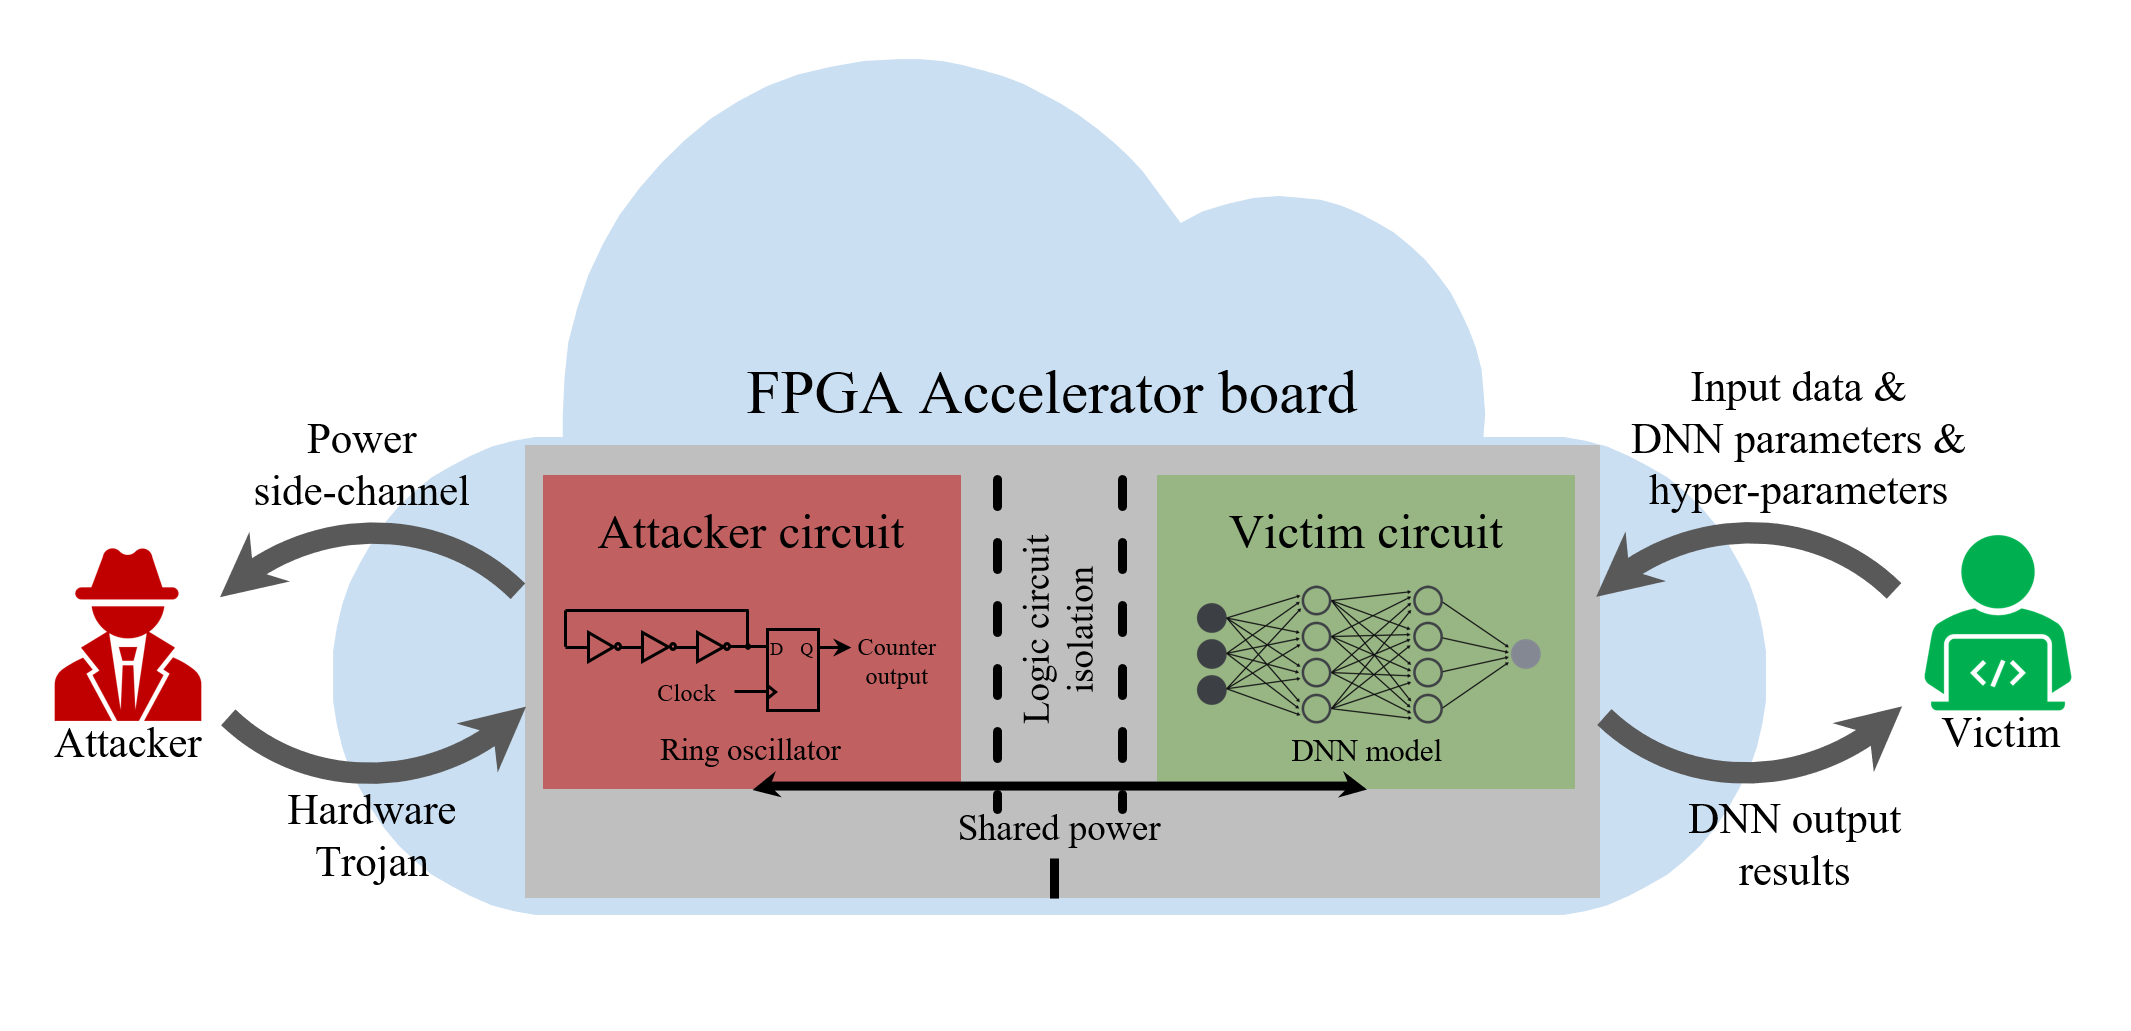 FPGA Accelerator board
Power
side-channel
Attacker
Hardware
Trojan
Attacker circuit
D
Q
Counter
output
Clock
Ring oscillator
Logic circuit
isolation
Victim circuit
DNN model
Shared power
Input data &
DNN parameters &
hyper-parameters
</>
Victim
DNN output
results